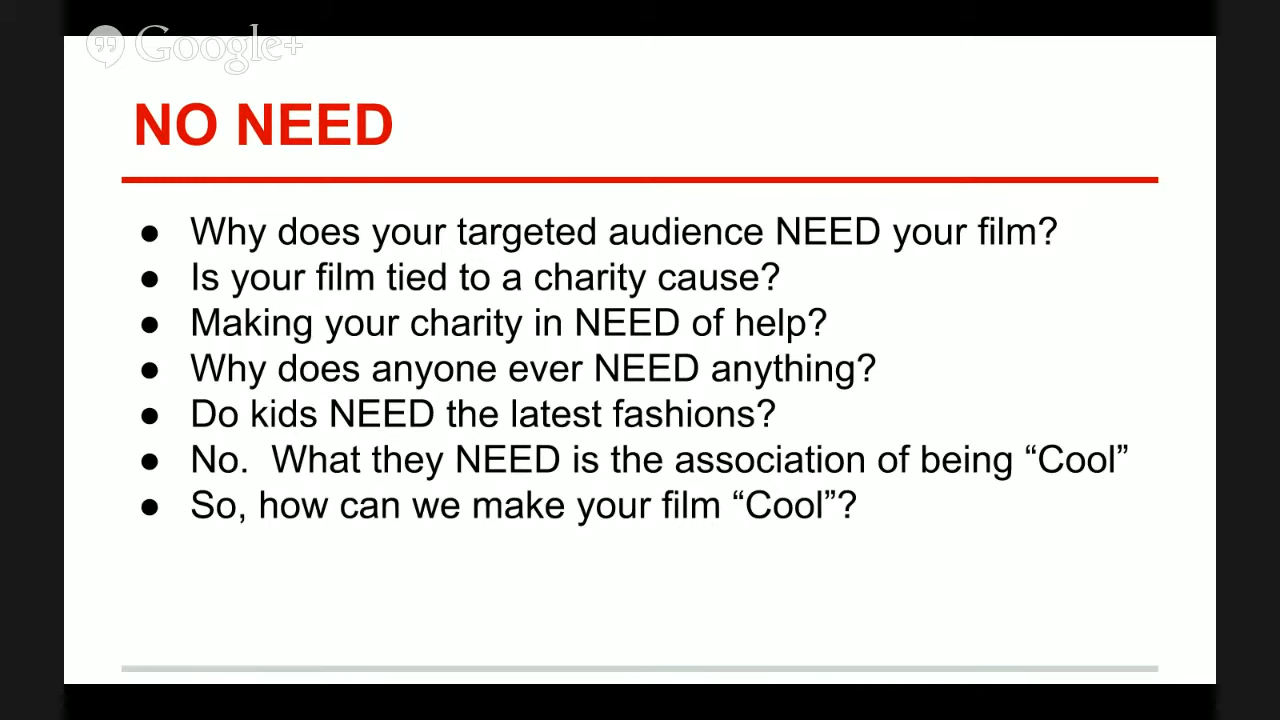 Google+
NO NEED
● Why does your targeted audience NEED your film?
● Is your film tied to a charity cause?
● Making your charity in NEED of help?
● Why does anyone ever NEED anything?
● Do kids NEED the latest fashions?
● No.  What they NEED is the association of being “Cool”
● So, how can we make your film “Cool”?